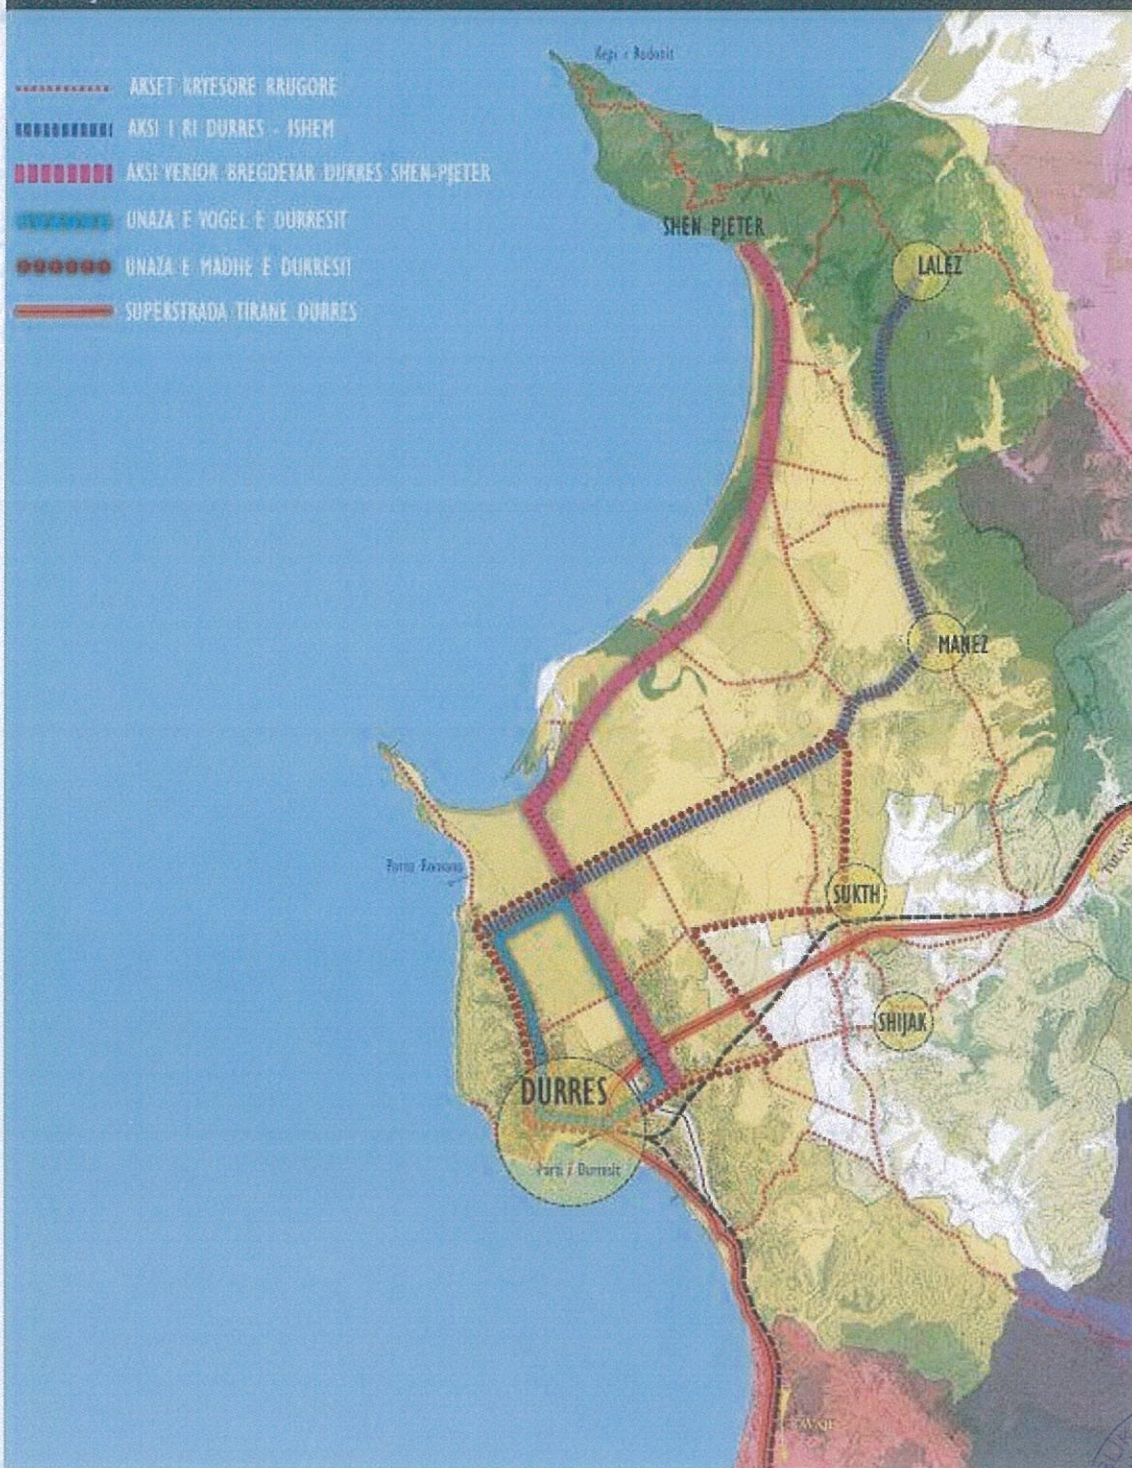 AKSET KRYESORE RRUGORE
AKSI I RI DURRES - ISHEM
AKSI VERIOR BREGDETAR DURRES SHEN-PJETER
UNAZA E VOGEL E DURRESIT
UNAZA E MADHE E DURRESIT
SUPERSTRADA TIRANE DURRES
Kepi i Rodonit
SHEN PJETER
LALEZ
MANEZ
Porto Romano
SUKTH
SHIJAK
DURRES
Porti i Durresit